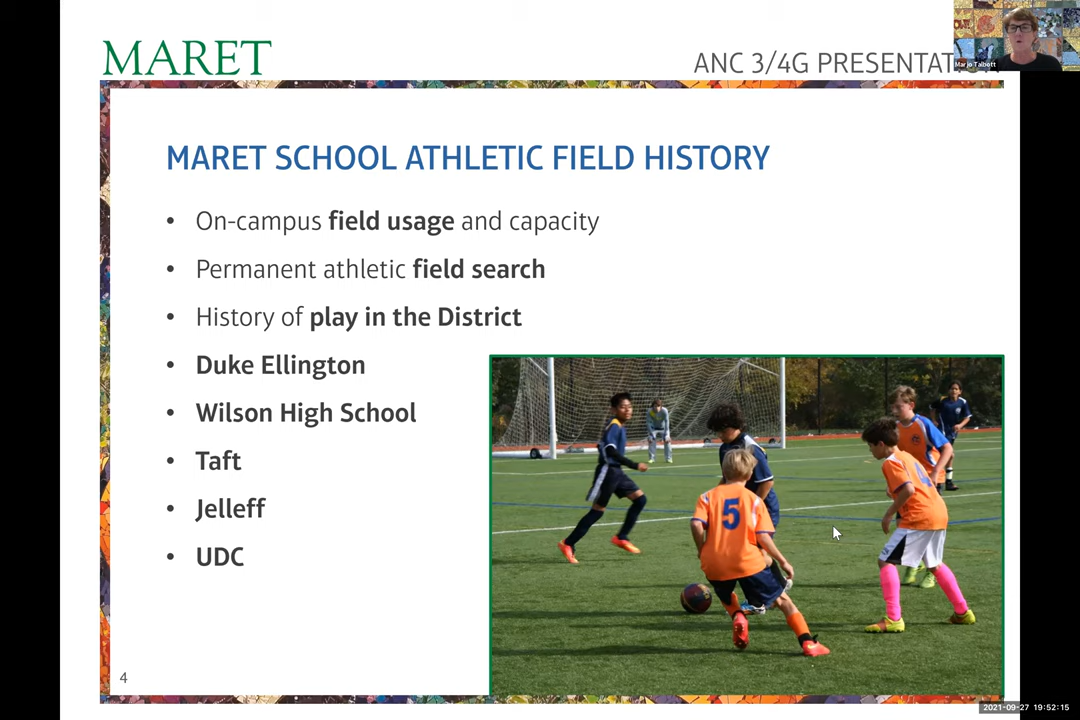 MARET
ANC 3/4G
Marjo Talbott
MARET SCHOOL ATHLETIC FIELD HISTORY
• On-campus field usage and capacity
• Permanent athletic field search
• History of play in the District
• Duke Ellington
• Wilson High School
• Taft
• Jelleff
• UDC
5
4
2021-09-27 19:52:15